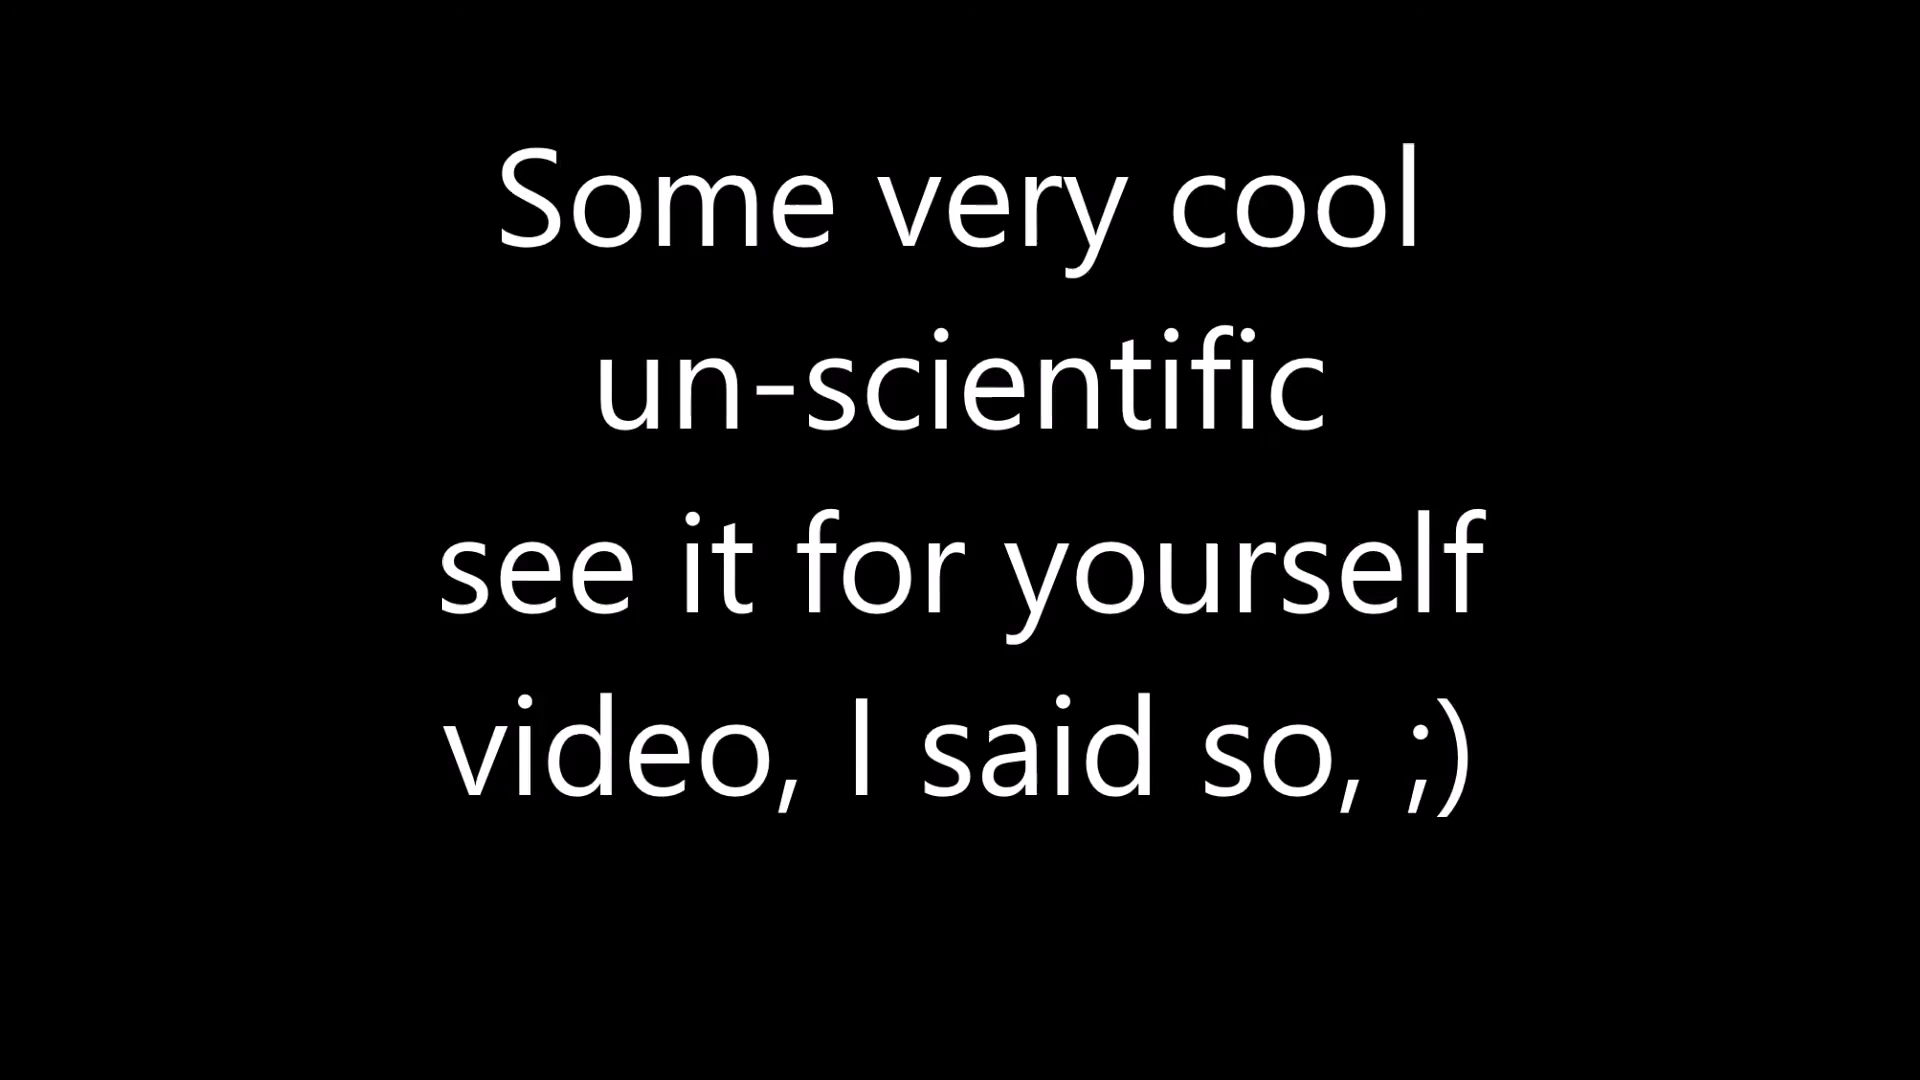 Some very cool
un-scientific
see it for yourself
video, I said so, ;)